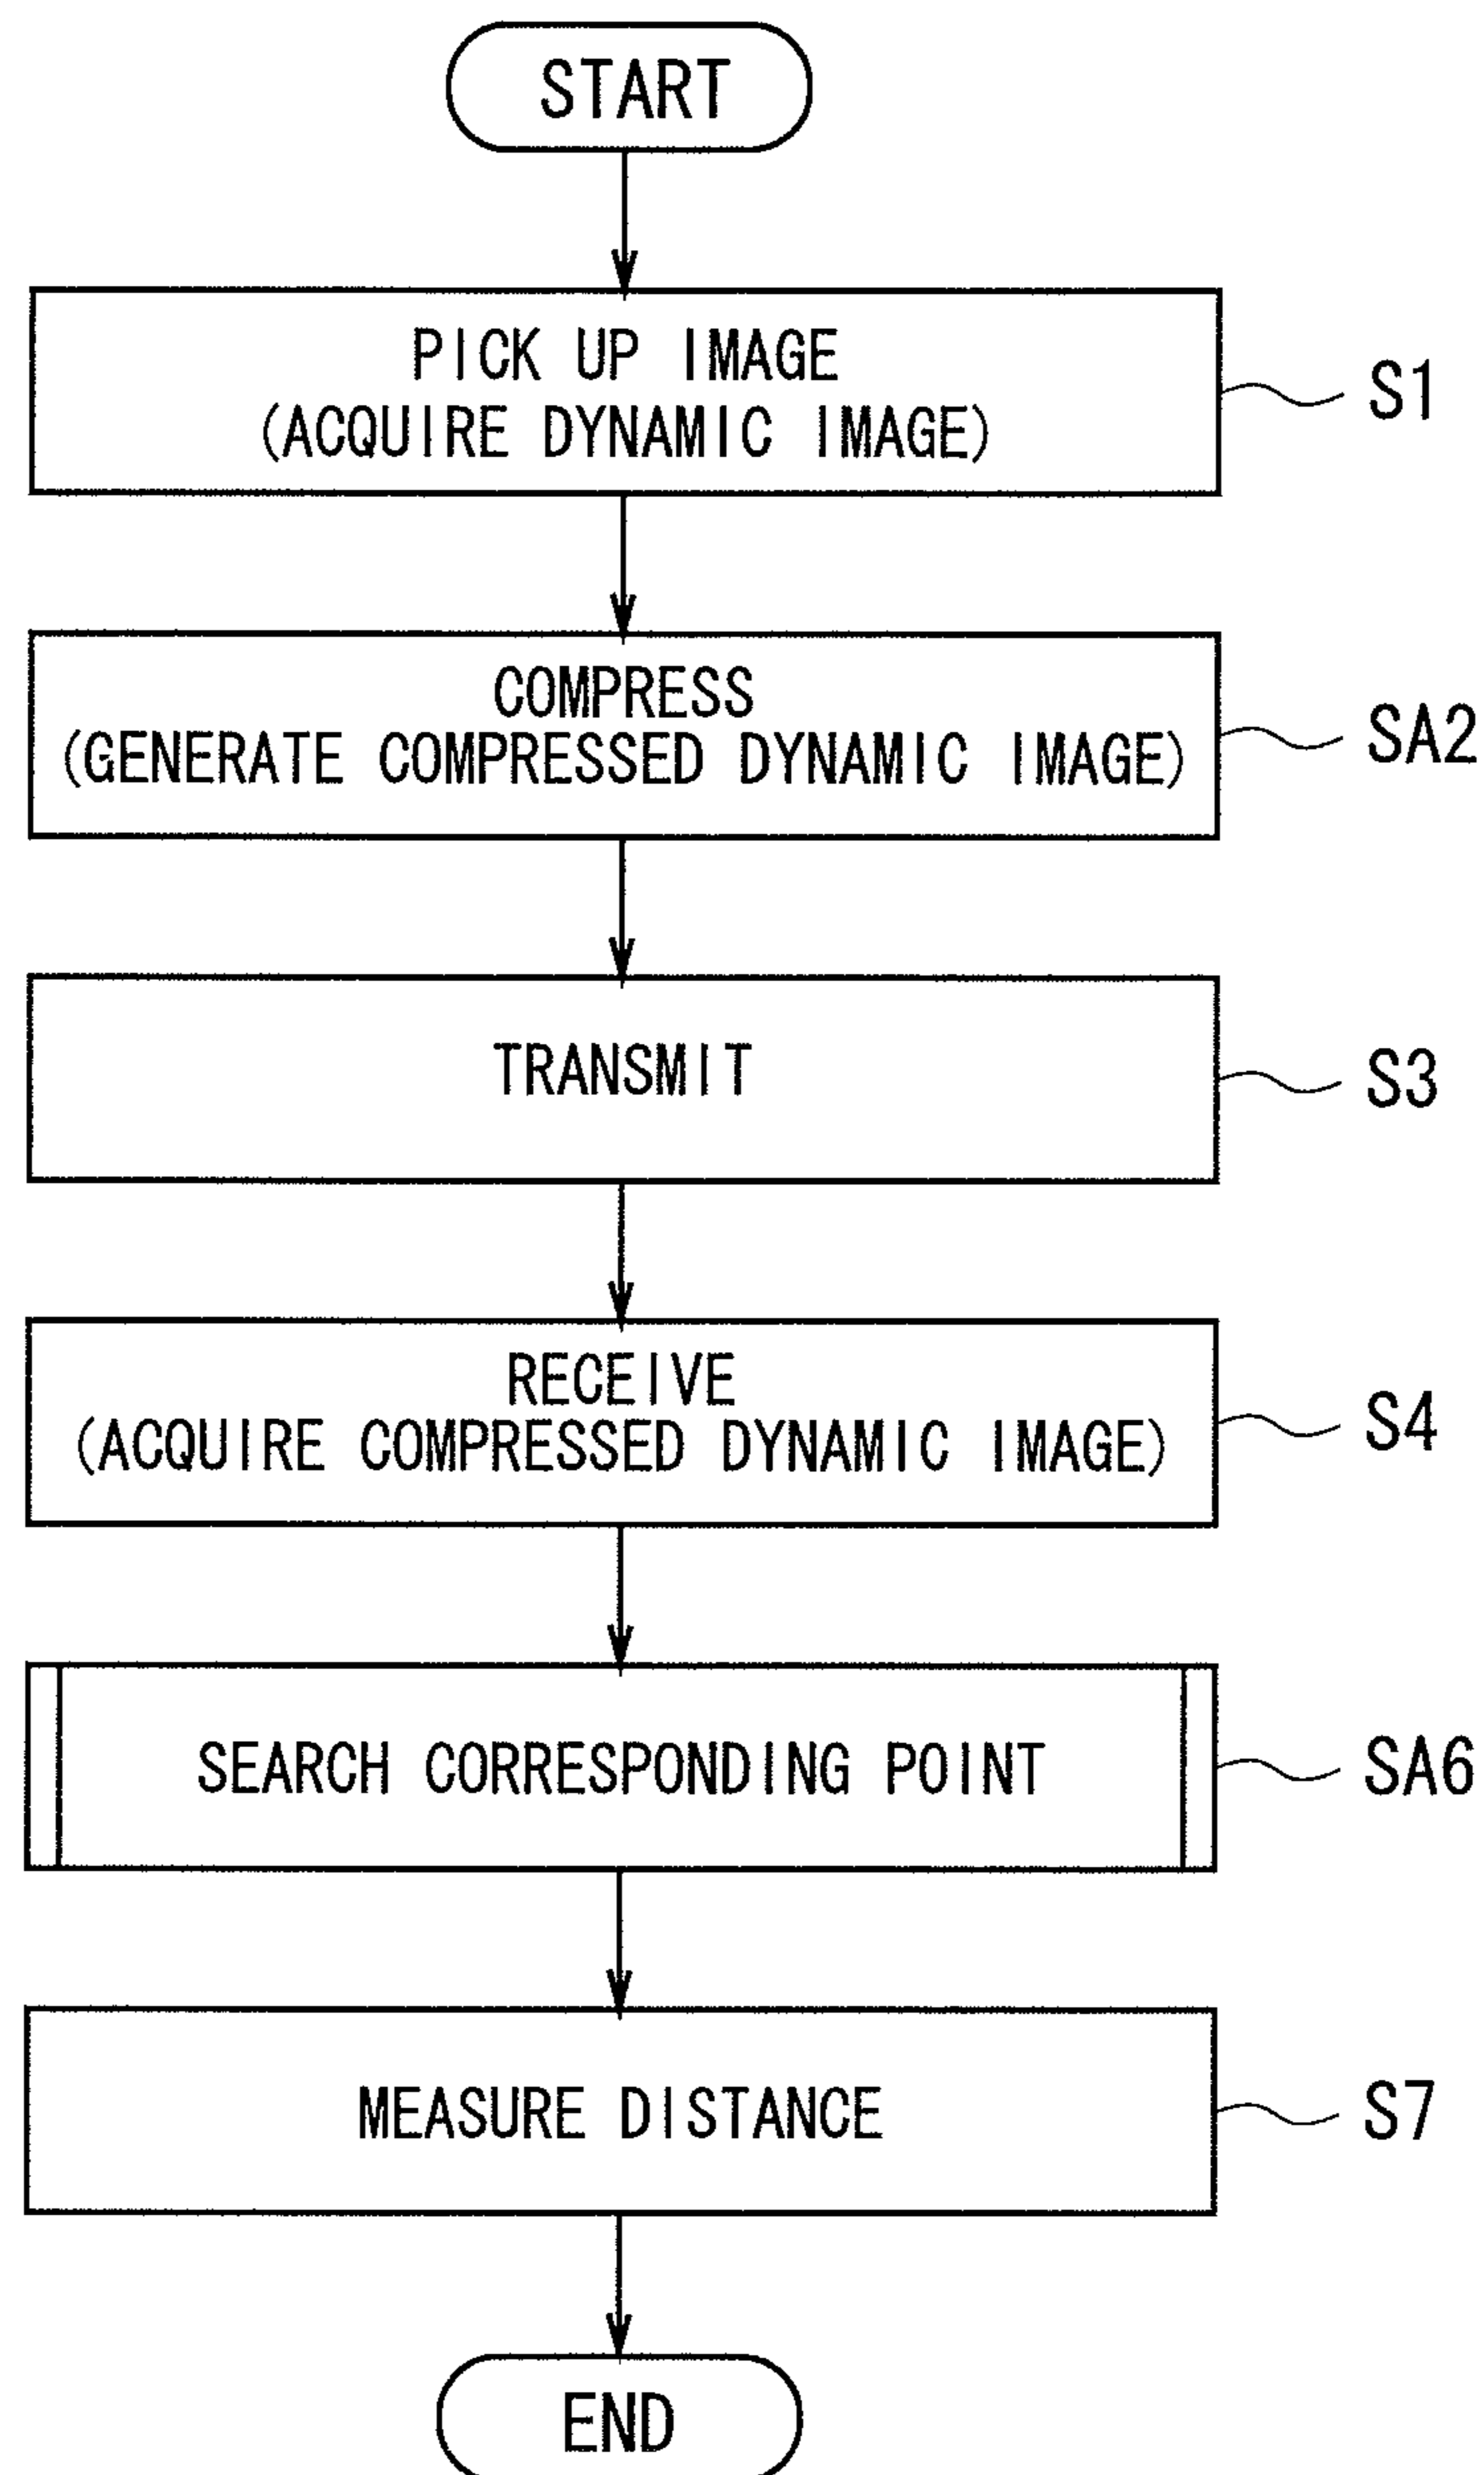 START
PICK UP IMAGE
(ACQUIRE DYNAMIC IMAGE)
S1
COMPRESS
(GENERATE COMPRESSED DYNAMIC IMAGE)
SA2
TRANSMIT
S3
RECEIVE
(ACQUIRE COMPRESSED DYNAMIC IMAGE)
S4
SEARCH CORRESPONDING POINT
SA6
MEASURE DISTANCE
S7
END